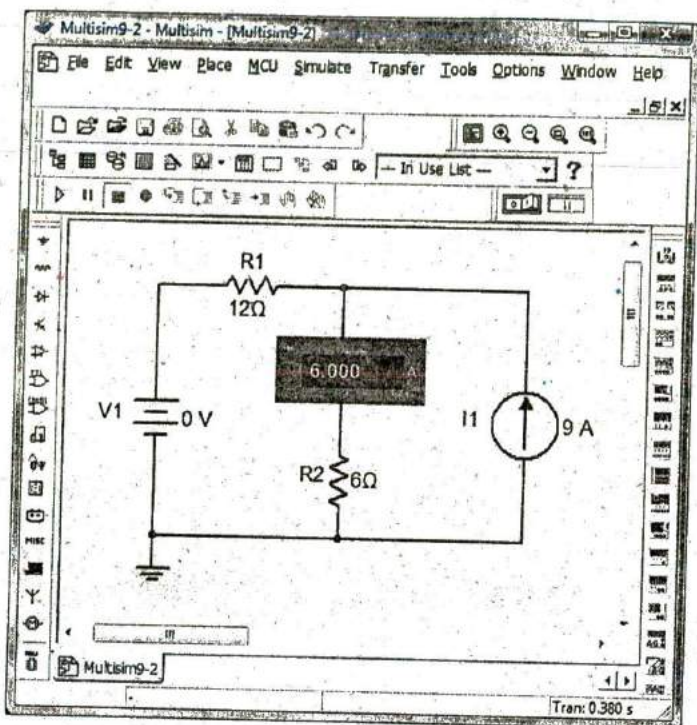 Multisim9-2 - Multisim - [Multisim9-2]
File Edit View Place MCU Simulate Transfer Tools Options Window Help
--- In Use List ---
?
R1
12Ω
6.000 A
V1
0 V
I1
9 A
R2
6Ω
MISC
Multisim9-2
Tran: 0.380 s